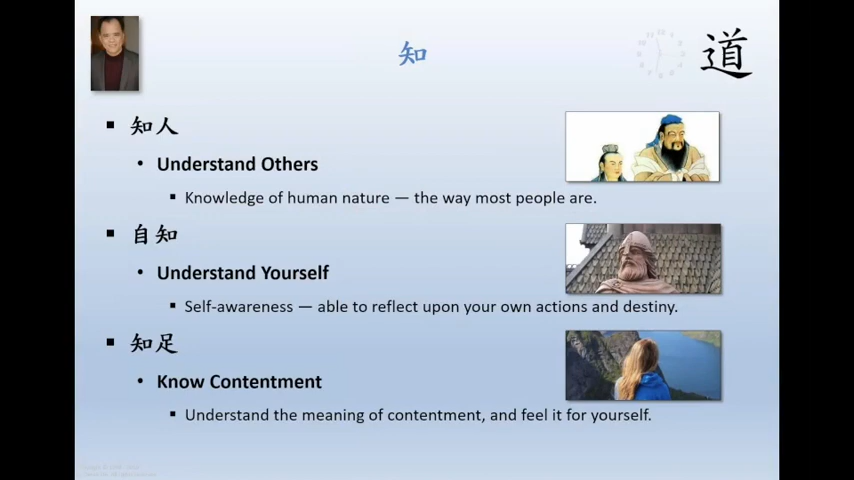 知
道
知人
Understand Others
Knowledge of human nature — the way most people are.
自知
Understand Yourself
Self-awareness — able to reflect upon your own actions and destiny.
知足
Know Contentment
Understand the meaning of contentment, and feel it for yourself.